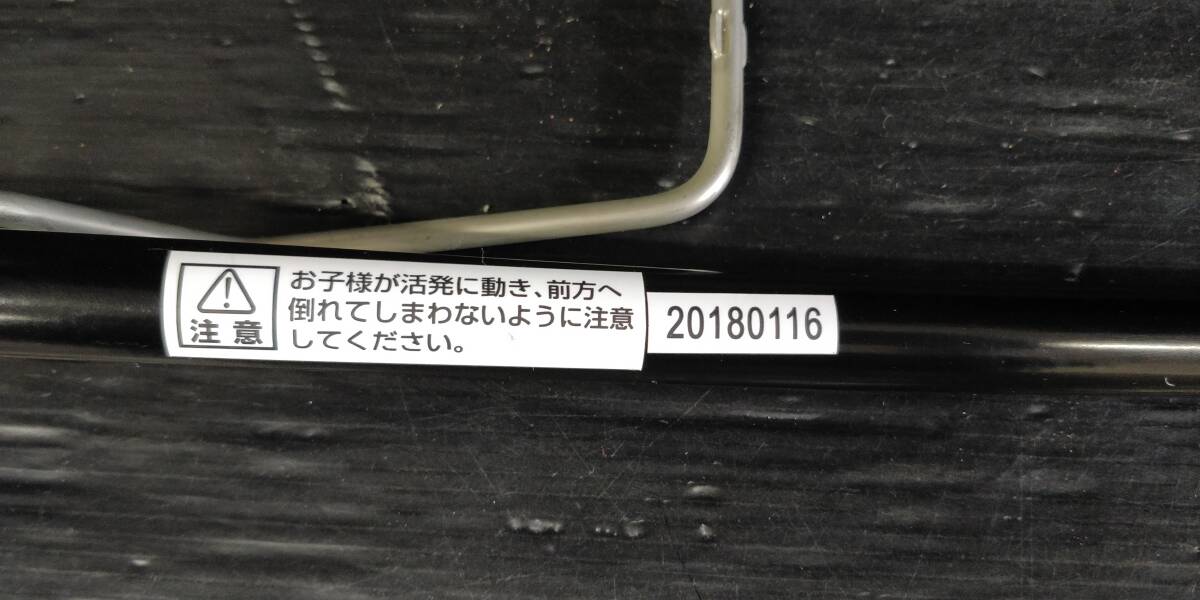 注意
お子様が活発に動き、前方へ
倒れてしまわないように注意
してください。
20180116